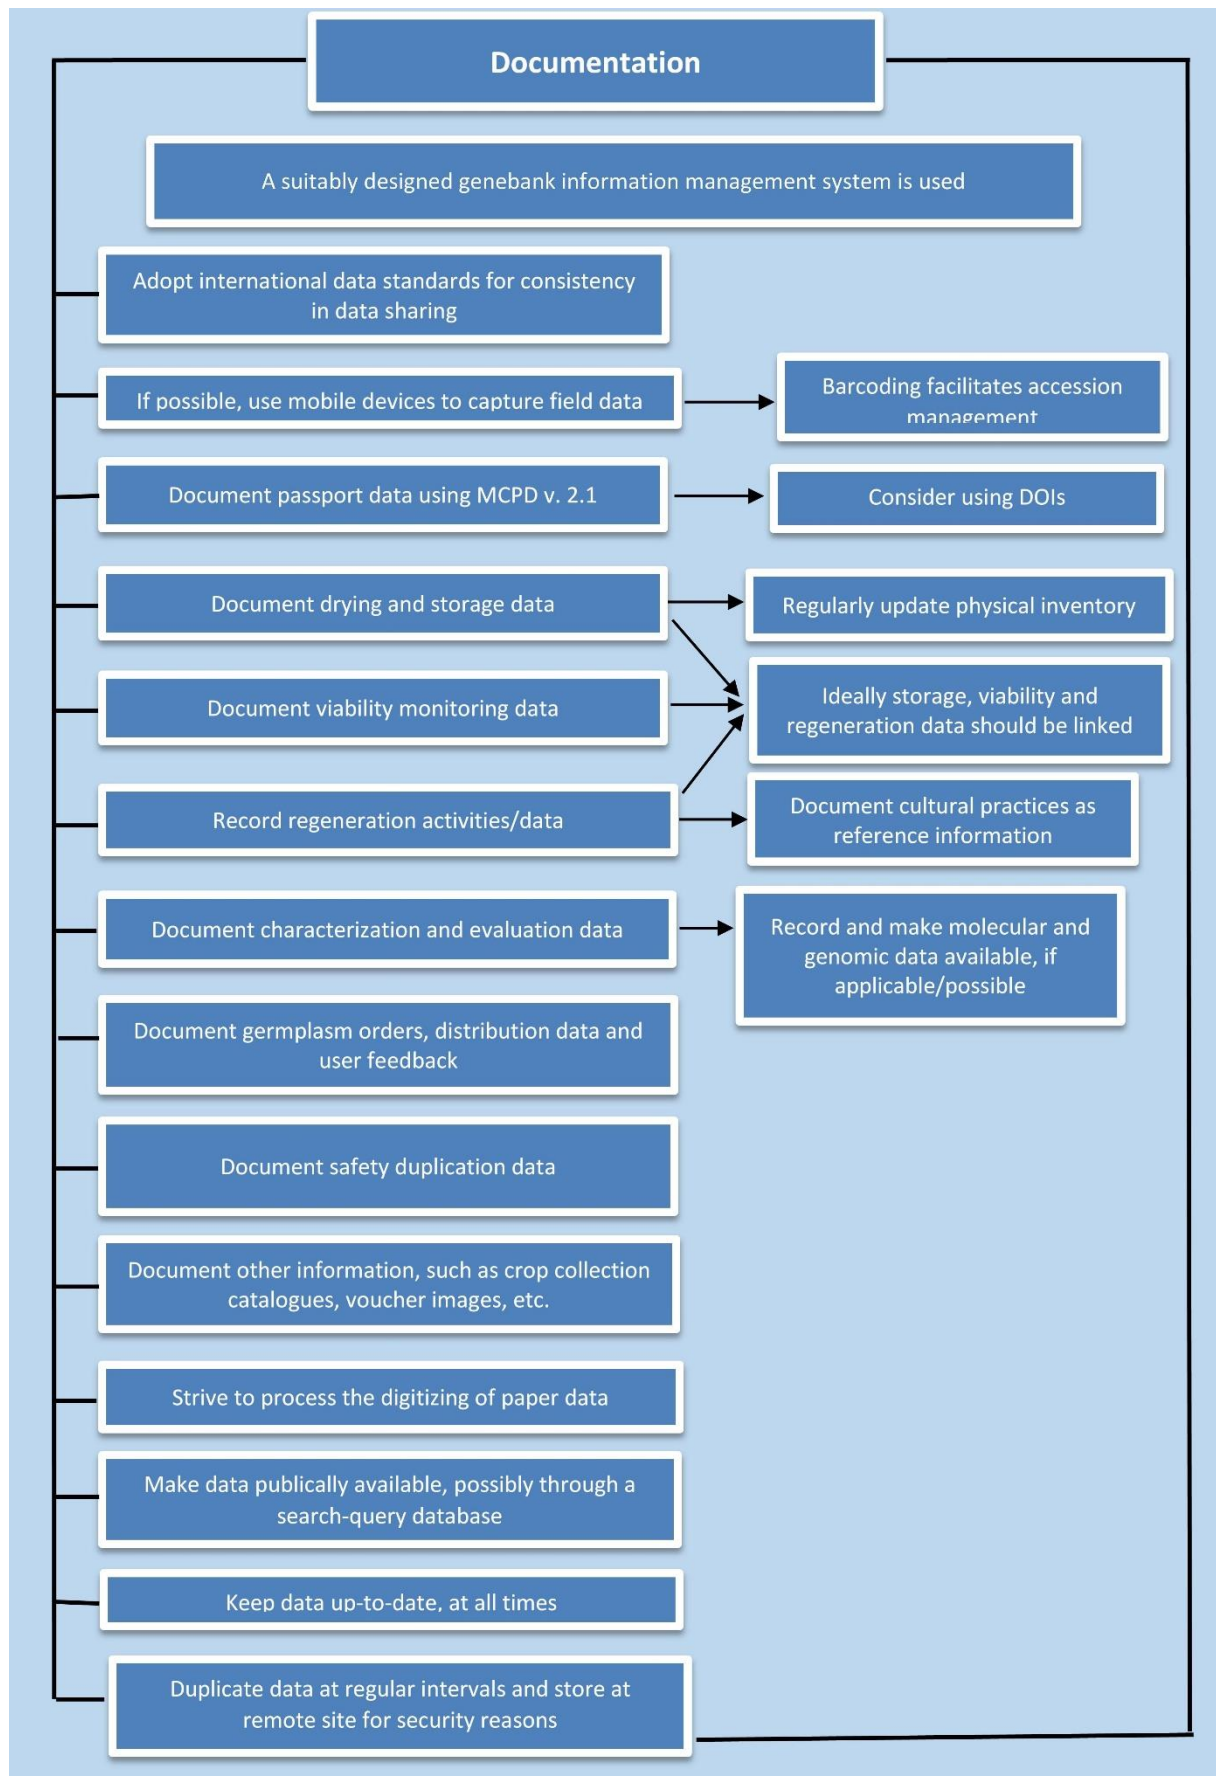 Documentation
A suitably designed genebank information management system is used
Adopt international data standards for consistency
in data sharing
If possible, use mobile devices to capture field data
Barcoding facilitates accession
management
Document passport data using MCPD v. 2.1
Consider using DOIs
Document drying and storage data
Regularly update physical inventory
Document viability monitoring data
Ideally storage, viability and
regeneration data should be linked
Record regeneration activities/data
Document cultural practices as
reference information
Document characterization and evaluation data
Record and make molecular and
genomic data available, if
applicable/possible
Document germplasm orders, distribution data and
user feedback
Document safety duplication data
Document other information, such as crop collection
catalogues, voucher images, etc.
Strive to process the digitizing of paper data
Make data publically available, possibly through a
search-query database
Keep data up-to-date, at all times
Duplicate data at regular intervals and store at
remote site for security reasons